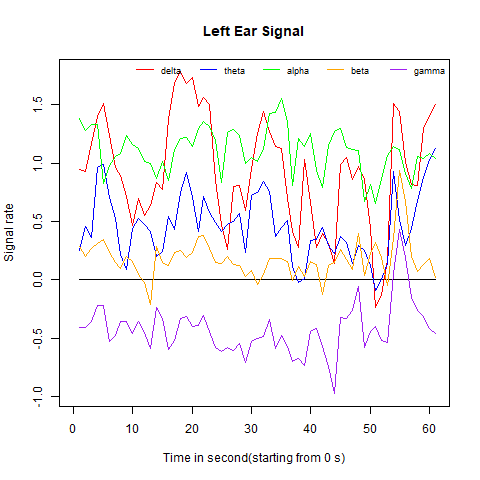 Left Ear Signal
delta theta alpha beta gamma
Signal rate
1.5
1.0
0.5
0.0
-0.5
-1.0
0 10 20 30 40 50 60
Time in second(starting from 0 s)